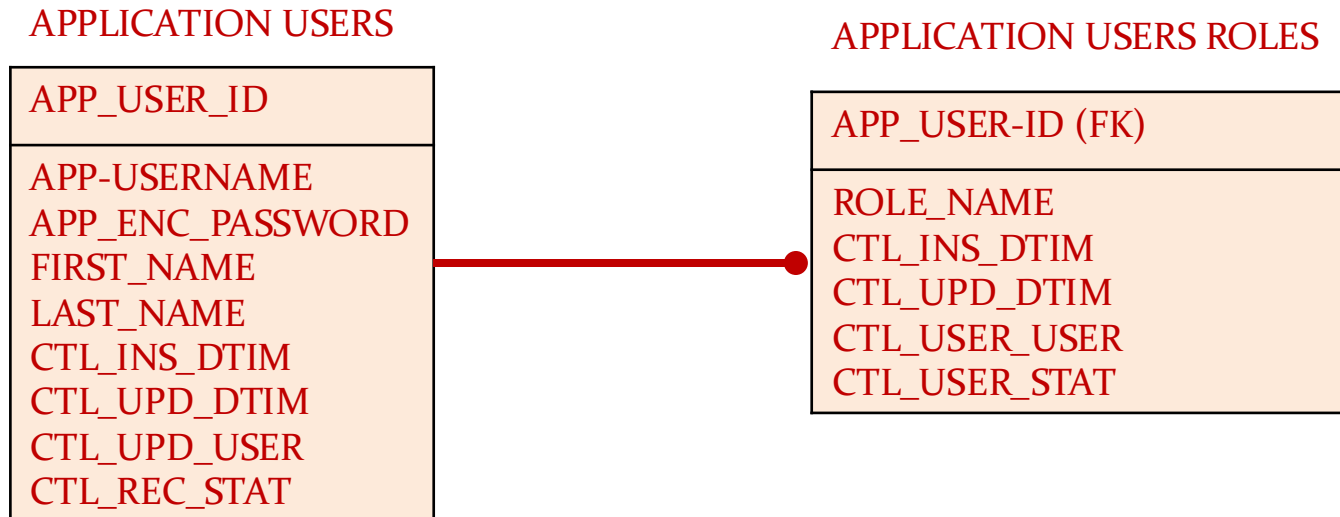 APPLICATION USERS
APP_USER_ID
APP-USERNAME
APP_ENC_PASSWORD
FIRST_NAME
LAST_NAME
CTL_INS_DTIM
CTL_UPD_DTIM
CTL_UPD_USER
CTL_REC_STAT
APPLICATION USERS ROLES
APP_USER-ID (FK)
ROLE_NAME
CTL_INS_DTIM
CTL_UPD_DTIM
CTL_USER_USER
CTL_USER_STAT